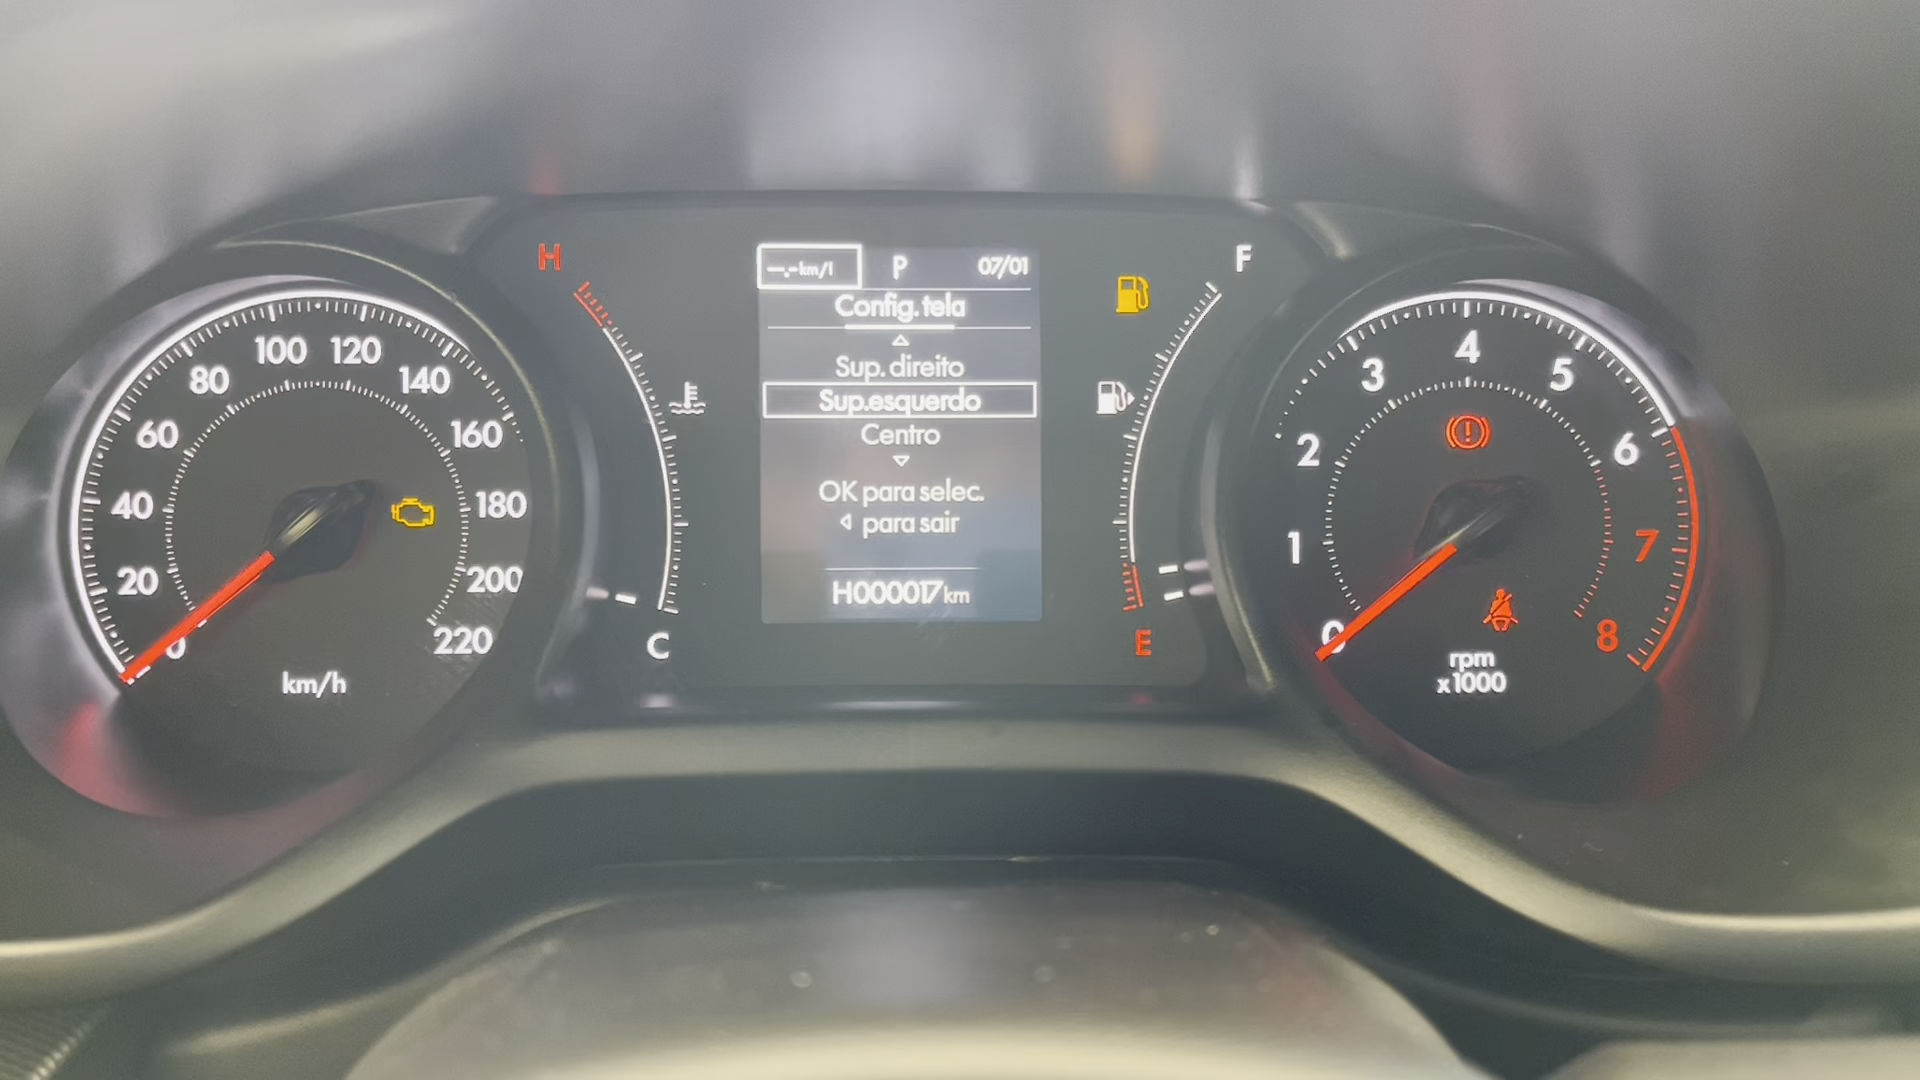 H
F
—.-km/l P 07/01
Config.tela
Sup. direito
Sup.esquerdo
Centro
OK para selec.
para sair
H000017km
C
E
0
20
40
60
80
100
120
140
160
180
200
220
km/h
0
1
2
3
4
5
6
7
8
rpm
x1000